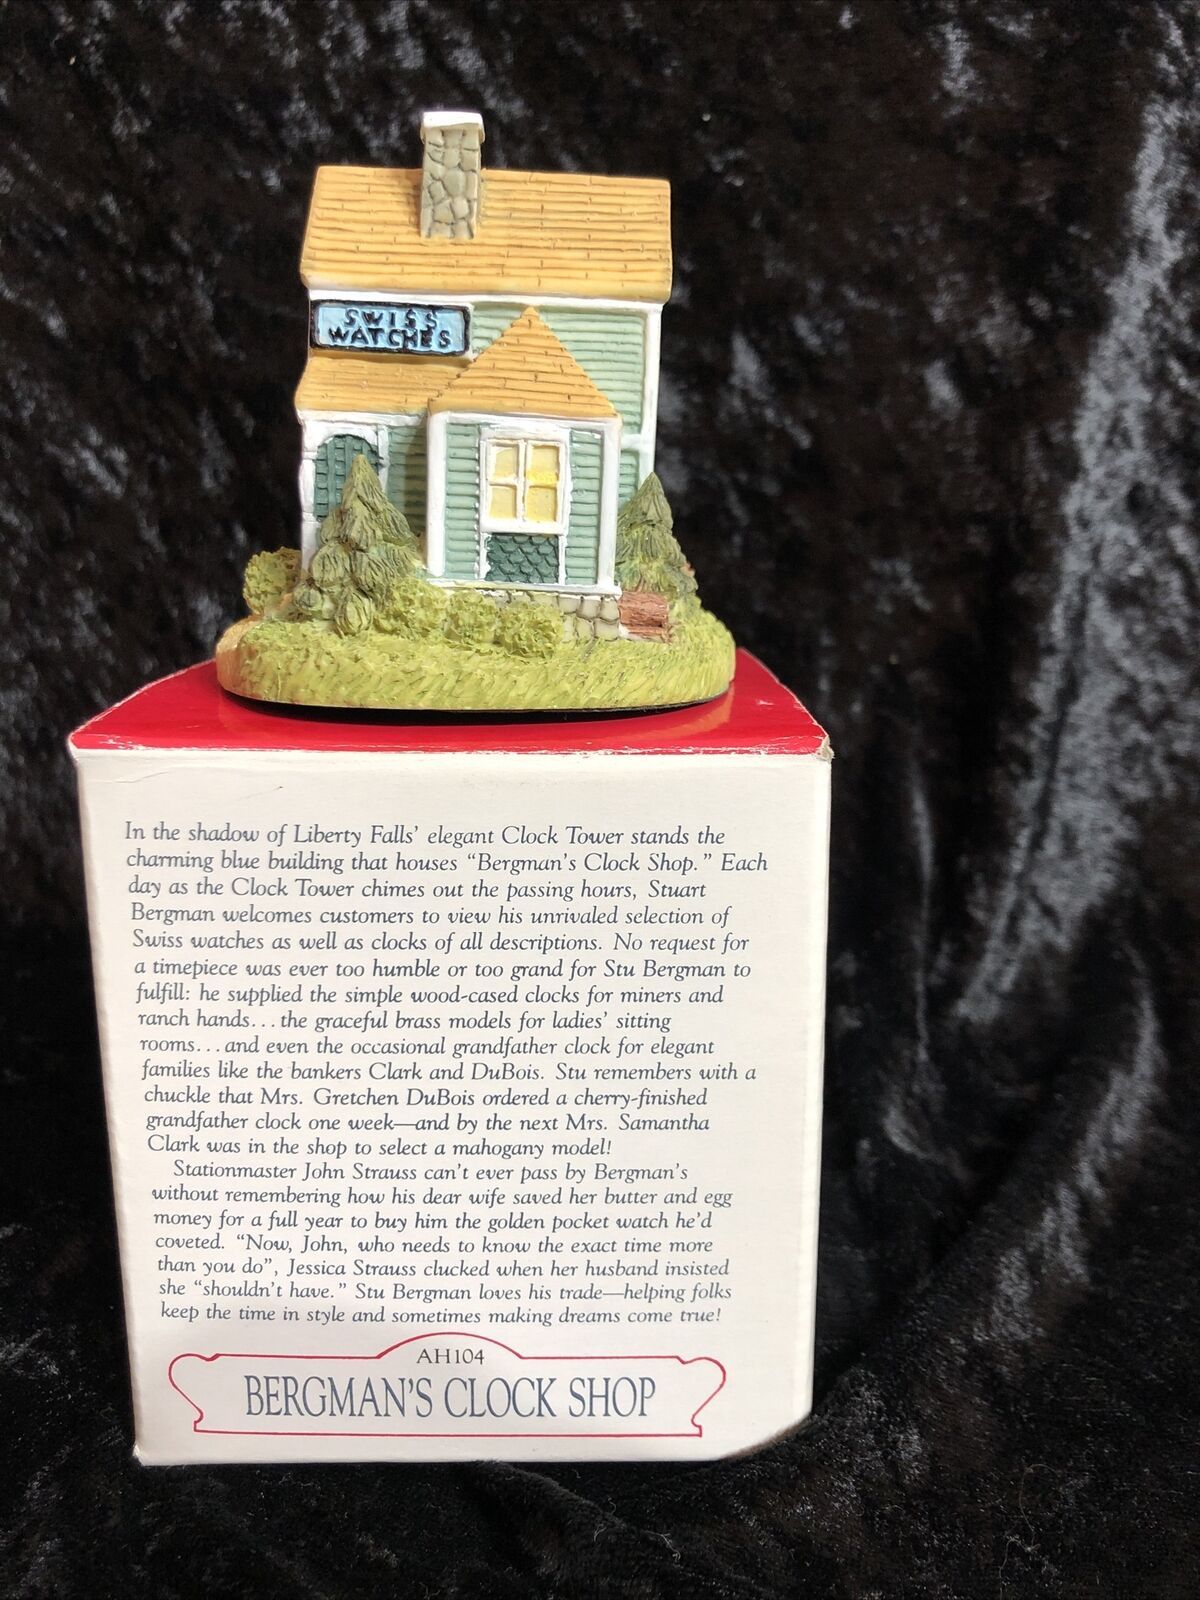 SWISS
WATCHES
In the shadow of Liberty Falls’ elegant Clock Tower stands the
charming blue building that houses “Bergman’s Clock Shop.” Each
day as the Clock Tower chimes out the passing hours, Stuart
Bergman welcomes customers to view his unrivaled selection of
Swiss watches as well as clocks of all descriptions. No request for
a timepiece was ever too humble or too grand for Stu Bergman to
fulfill: he supplied the simple wood-cased clocks for miners and
ranch hands...the graceful brass models for ladies’ sitting
rooms...and even the occasional grandfather clock for elegant
families like the bankers Clark and DuBois. Stu remembers with a
chuckle that Mrs. Gretchen DuBois ordered a cherry-finished
grandfather clock one week—and by the next Mrs. Samantha
Clark was in the shop to select a mahogany model!
Stationmaster John Strauss can’t ever pass by Bergman’s
without remembering how his dear wife saved her butter and egg
money for a full year to buy him the golden pocket watch he’d
coveted. “Now, John, who needs to know the exact time more
than you do”, Jessica Strauss clucked when her husband insisted
she “shouldn’t have.” Stu Bergman loves his trade—helping folks
keep the time in style and sometimes making dreams come true!
AH104
BERGMAN’S CLOCK SHOP